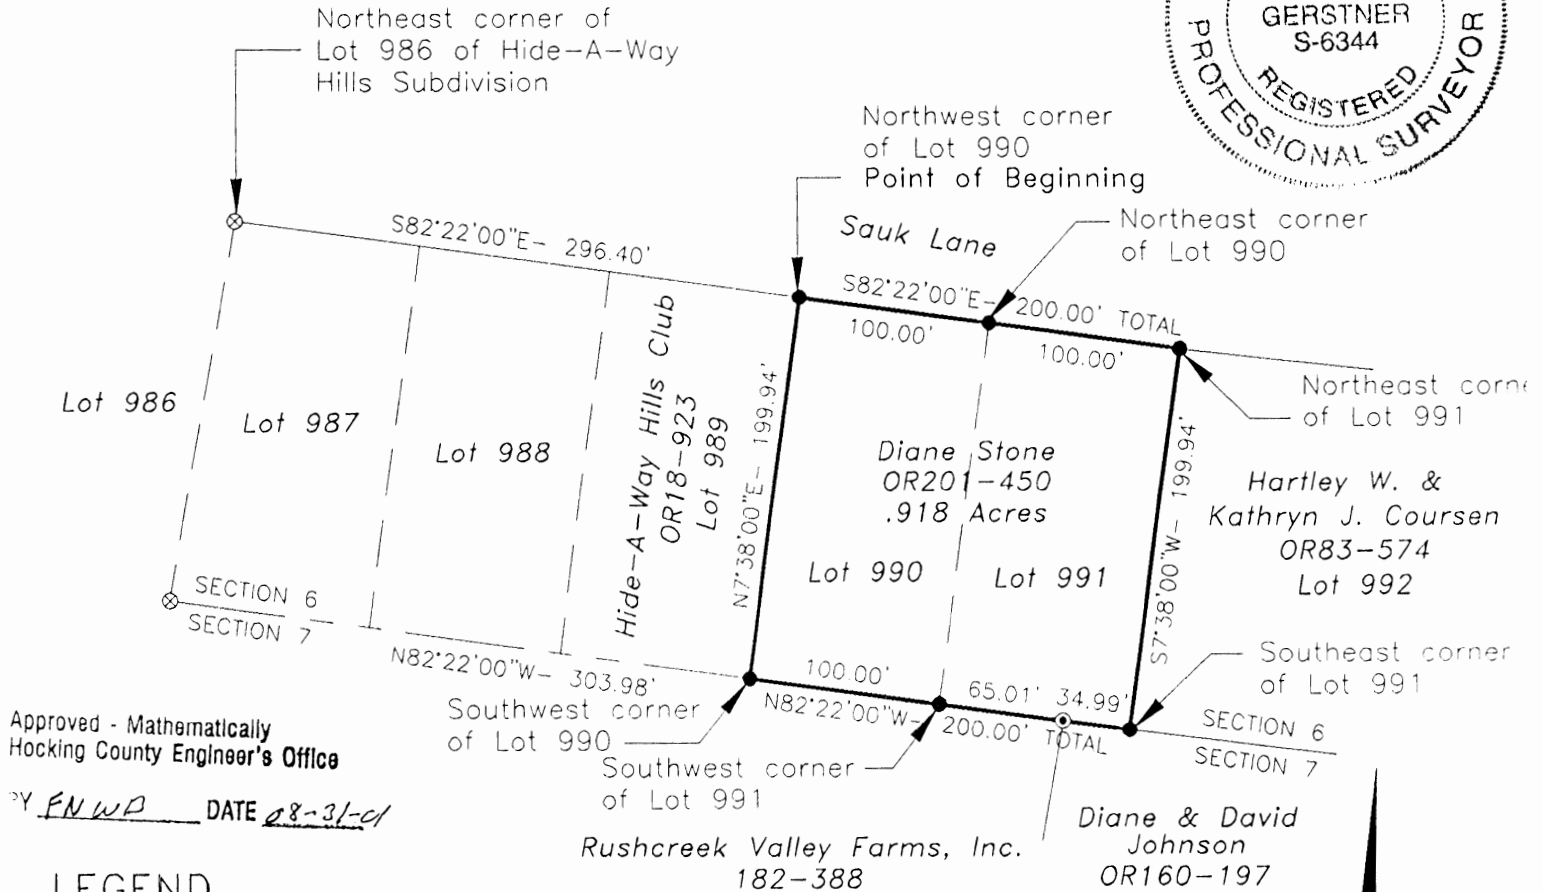 Northeast corner of
Lot 986 of Hide-A-Way
Hills Subdivision
GERSTNER
S-6344
REGISTERED
PROFESSIONAL SURVEYOR
Northwest corner
of Lot 990
Point of Beginning
Sauk Lane
Northeast corner
of Lot 990
S82°22'00"E- 296.40'
S82°22'00"E- 200.00' TOTAL
100.00'
100.00'
Northeast corne
of Lot 991
Lot 986
Lot 987
Lot 988
Hide-A-Way Hills Club
OR18-923
Lot 989
N7°38'00"E- 199.94'
Diane Stone
OR201-450
.918 Acres
Lot 990
Lot 991
S7°38'00"W- 199.94'
Hartley W. &
Kathryn J. Coursen
OR83-574
Lot 992
SECTION 6
SECTION 7
N82°22'00"W- 303.98'
100.00'
65.01'
34.99'
N82°22'00"W- 200.00' TOTAL
Southeast corner
of Lot 991
SECTION 6
SECTION 7
Southwest corner
of Lot 990
Southwest corner
of Lot 991
Approved - Mathematically
Hocking County Engineer's Office
DATE 08-31-01
Rushcreek Valley Farms, Inc.
182-388
Diane & David
Johnson
OR160-197
LEGEND